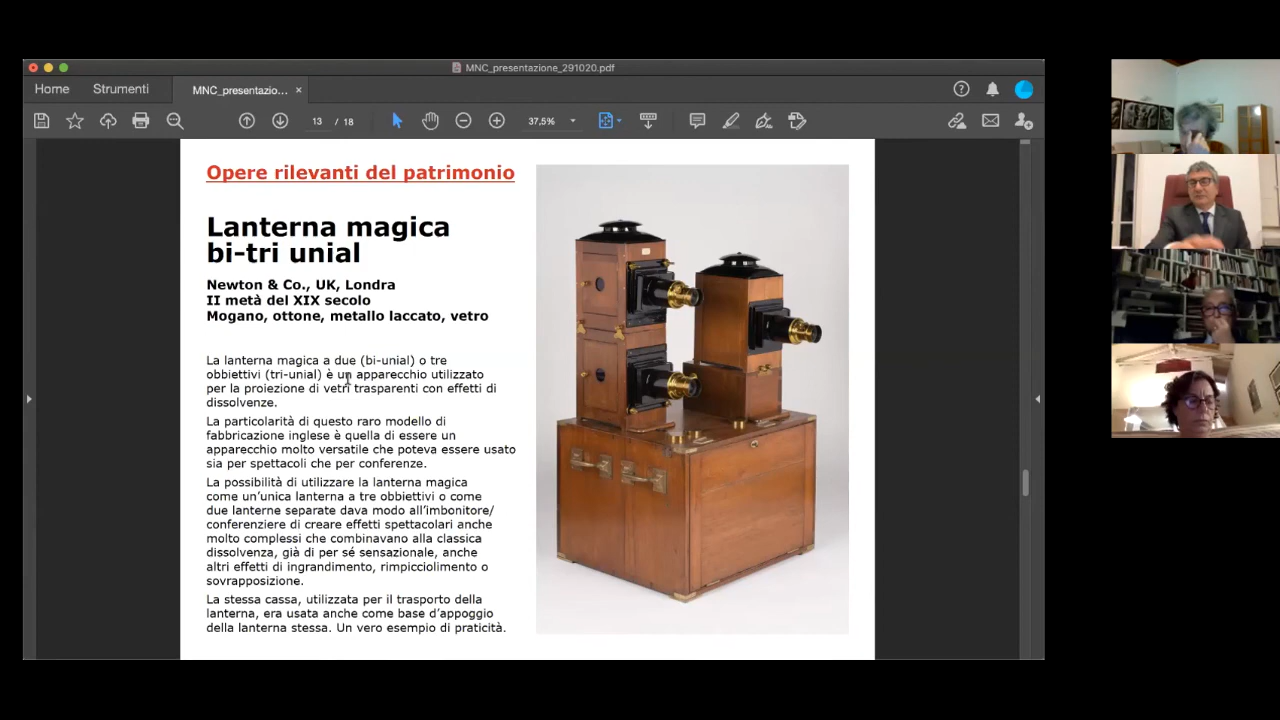 MNC_presentazione_291020.pdf
Home
Strumenti
MNC_presentazio... ×
13 / 18
37,5%
Opere rilevanti del patrimonio
Lanterna magica
bi-tri unial
Newton & Co., UK, Londra
II metà del XIX secolo
Mogano, ottone, metallo laccato, vetro
La lanterna magica a due (bi-unial) o tre
obbiettivi (tri-unial) è un apparecchio utilizzato
per la proiezione di vetri trasparenti con effetti di
dissolvenze.
La particolarità di questo raro modello di
fabbricazione inglese è quella di essere un
apparecchio molto versatile che poteva essere usato
sia per spettacoli che per conferenze.
La possibilità di utilizzare la lanterna magica
come un'unica lanterna a tre obbiettivi o come
due lanterne separate dava modo all'imbonitore/
conferenziere di creare effetti spettacolari anche
molto complessi che combinavano alla classica
dissolvenza, già di per sé sensazionale, anche
altri effetti di ingrandimento, rimpicciolimento o
sovrapposizione.
La stessa cassa, utilizzata per il trasporto della
lanterna, era usata anche come base d'appoggio
della lanterna stessa. Un vero esempio di praticità.